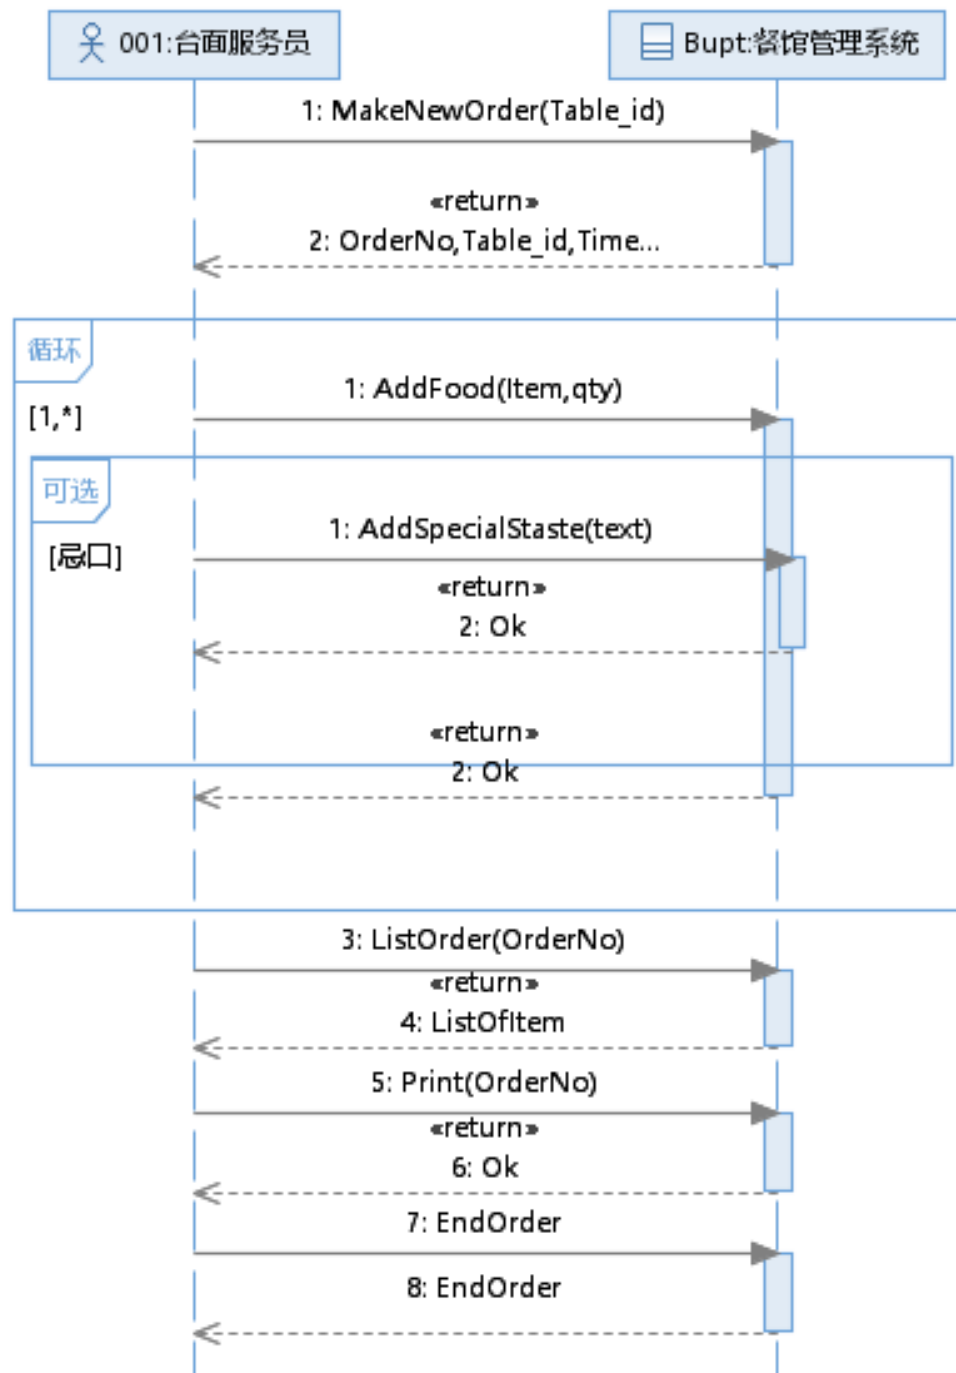 001:台面服务员
Bupt:餐馆管理系统
1: MakeNewOrder(Table_id)
«return»
2: OrderNo,Table_id,Time...
循环
1: AddFood(Item,qty)
[1,*]
可选
1: AddSpecialStaste(text)
[忌口]
«return»
2: Ok
«return»
2: Ok
3: ListOrder(OrderNo)
«return»
4: ListOfItem
5: Print(OrderNo)
«return»
6: Ok
7: EndOrder
8: EndOrder